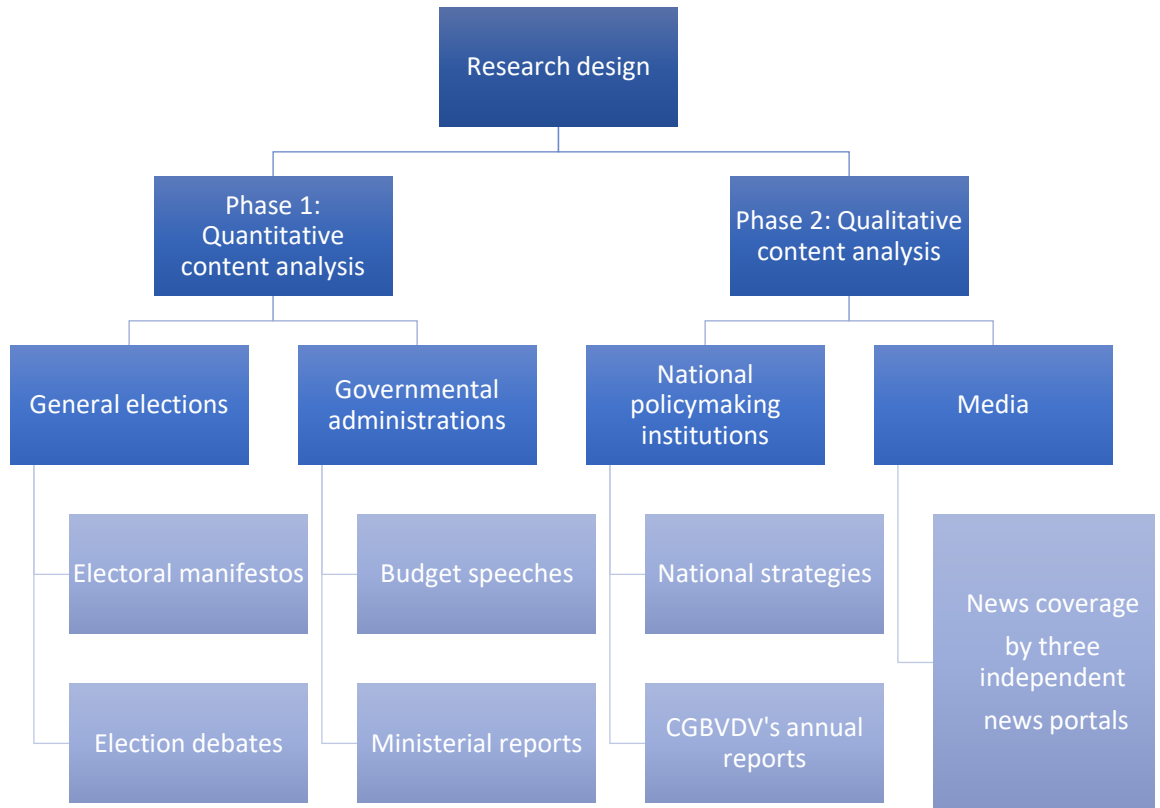 Research design
Phase 1:
Quantitative
content analysis
Phase 2: Qualitative
content analysis
General elections
Governmental
administrations
National
policymaking
institutions
Media
Electoral manifestos
Budget speeches
National strategies
News coverage
by three
independent
news portals
Election debates
Ministerial reports
CGBVDV's annual
reports